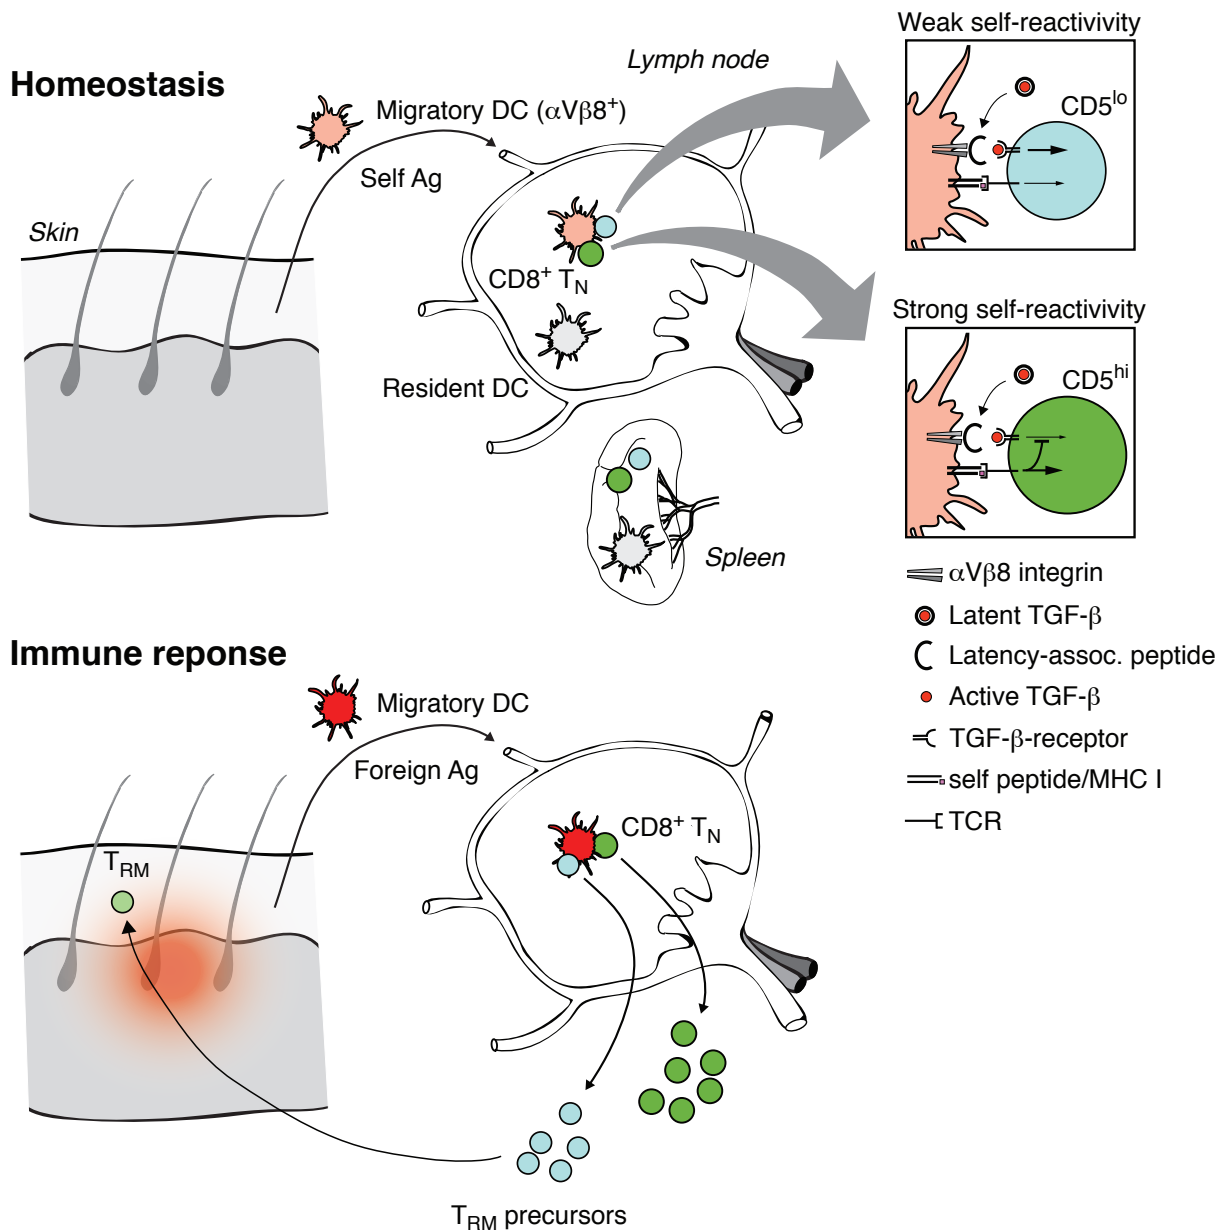 Homeostasis
Migratory DC (αVβ8+)
Self Ag
Skin
Lymph node
CD8+ TN
Resident DC
Spleen
Weak self-reactivivity
CD5lo
Strong self-reactivivity
CD5hi
αVβ8 integrin
Latent TGF-β
Latency-assoc. peptide
Active TGF-β
TGF-β-receptor
self peptide/MHC I
TCR
Immune reponse
Migratory DC
Foreign Ag
CD8+ TN
TRM
TRM precursors